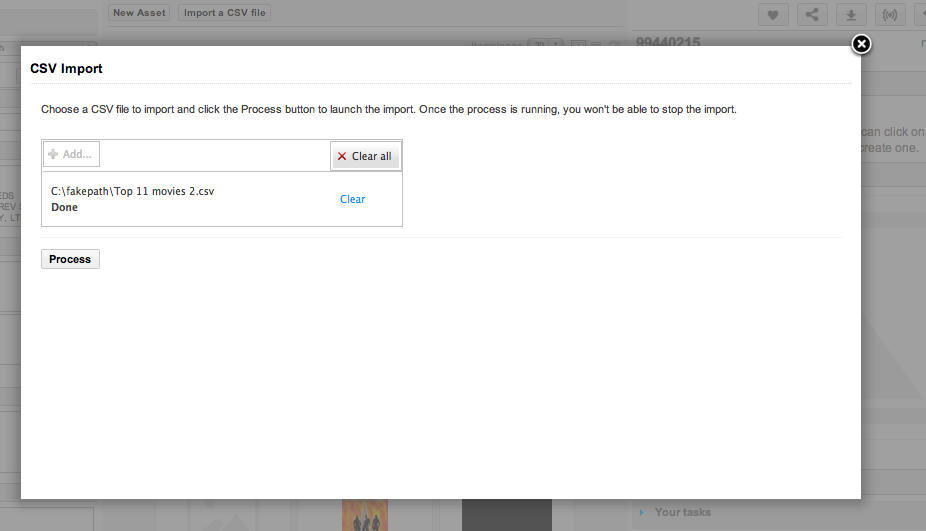 New Asset
Import a CSV file
99440215
CSV Import
Choose a CSV file to import and click the Process button to launch the import. Once the process is running, you won't be able to stop the import.
can click on
create one.
Add...
Clear all
C:\fakepath\Top 11 movies 2.csv
Clear
Done
EDS
REV S
Y, LT
Process
Your tasks